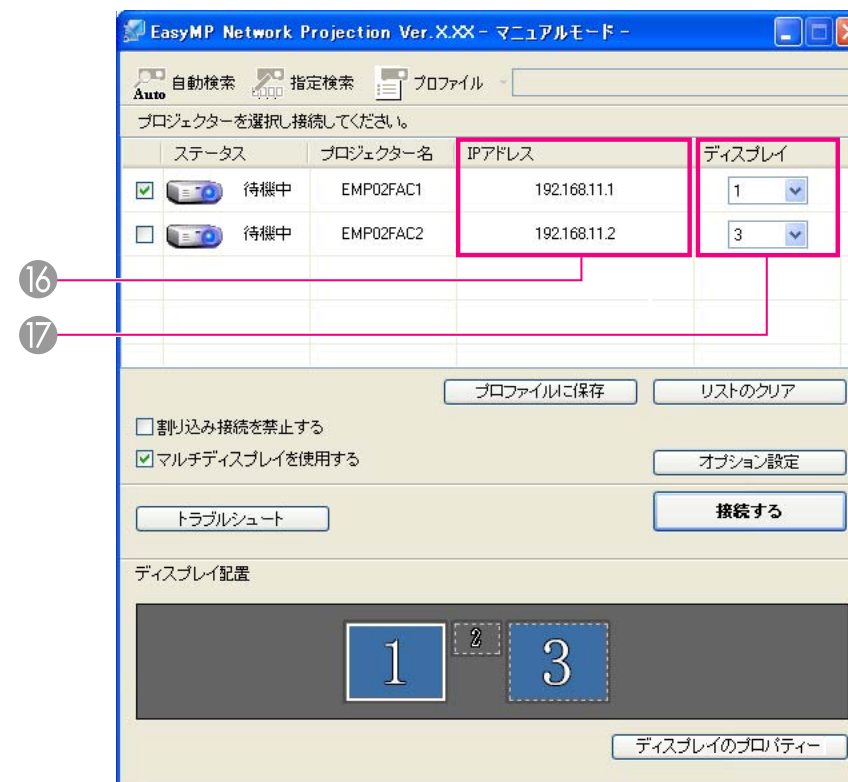 EasyMP Network Projection Ver.X.XX - マニュアルモード -
Auto 自動検索 指定検索 プロファイル
プロジェクターを選択し接続してください。
ステータス プロジェクター名 IPアドレス ディスプレイ
待機中 EMP02FAC1 192.168.11.1 1
待機中 EMP02FAC2 192.168.11.2 3
⑯
⑰
プロファイルに保存 リストのクリア
割り込み接続を禁止する
マルチディスプレイを使用する オプション設定
トラブルシュート 接続する
ディスプレイ配置
1 2 3
ディスプレイのプロパティー